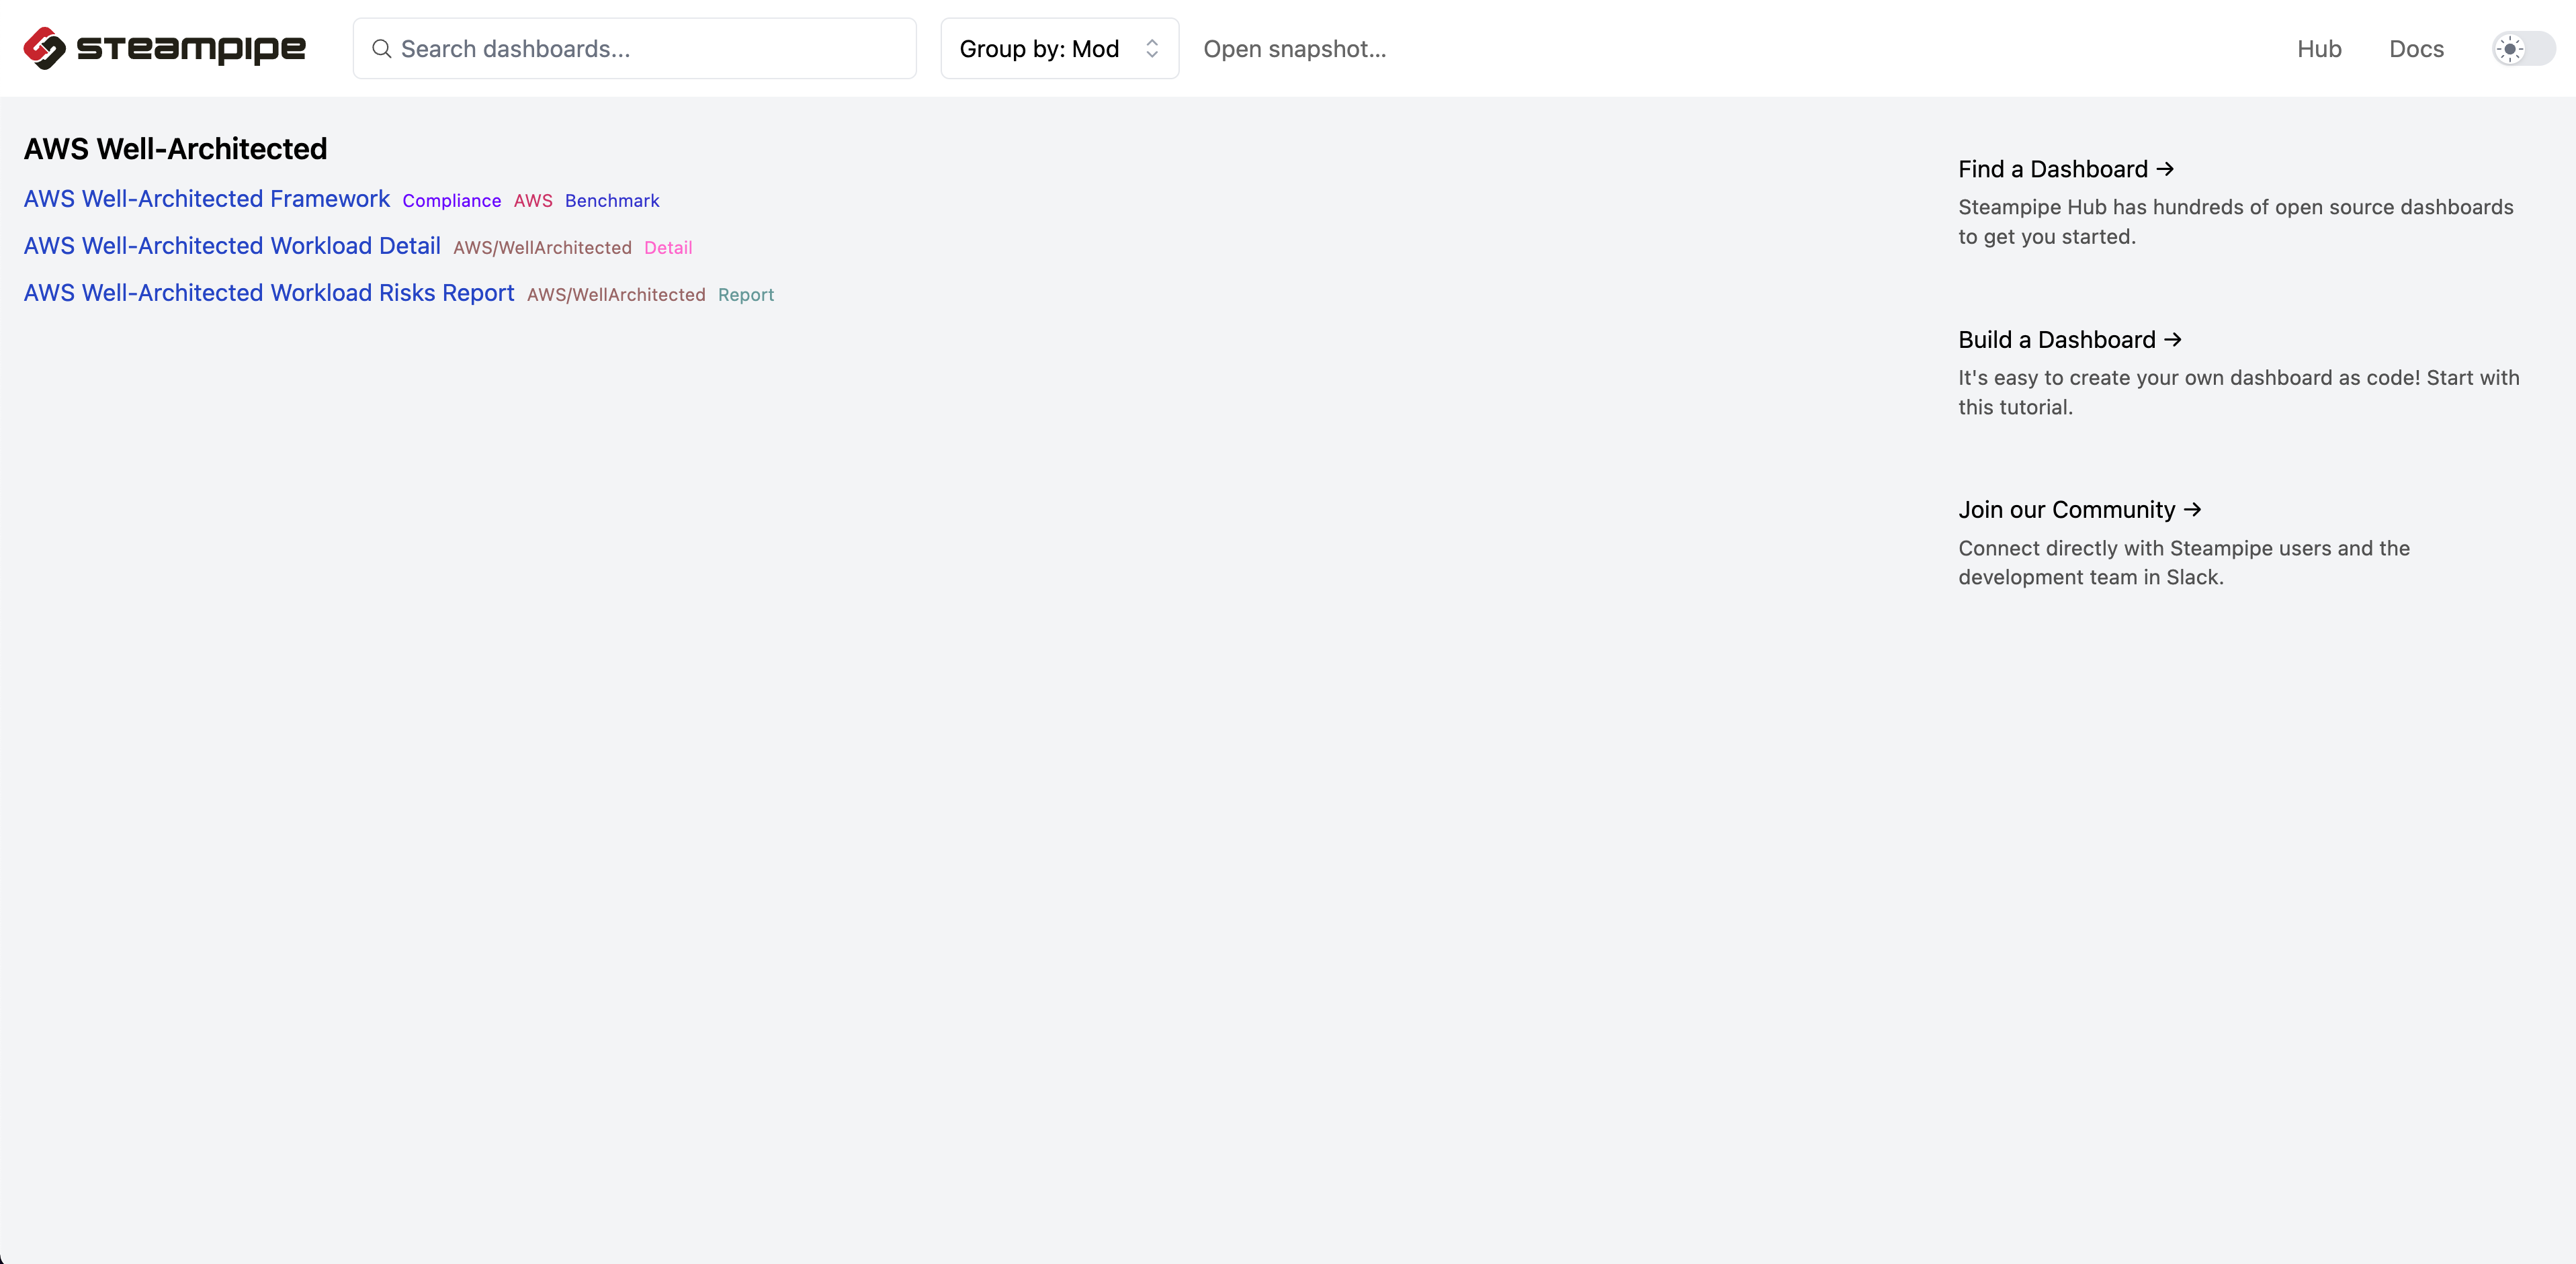 steampipe
Search dashboards...
Group by: Mod
Open snapshot...
Hub
Docs
AWS Well-Architected
AWS Well-Architected Framework Compliance AWS Benchmark
AWS Well-Architected Workload Detail AWS/WellArchitected Detail
AWS Well-Architected Workload Risks Report AWS/WellArchitected Report
Find a Dashboard →
Steampipe Hub has hundreds of open source dashboards
to get you started.
Build a Dashboard →
It's easy to create your own dashboard as code! Start with
this tutorial.
Join our Community →
Connect directly with Steampipe users and the
development team in Slack.